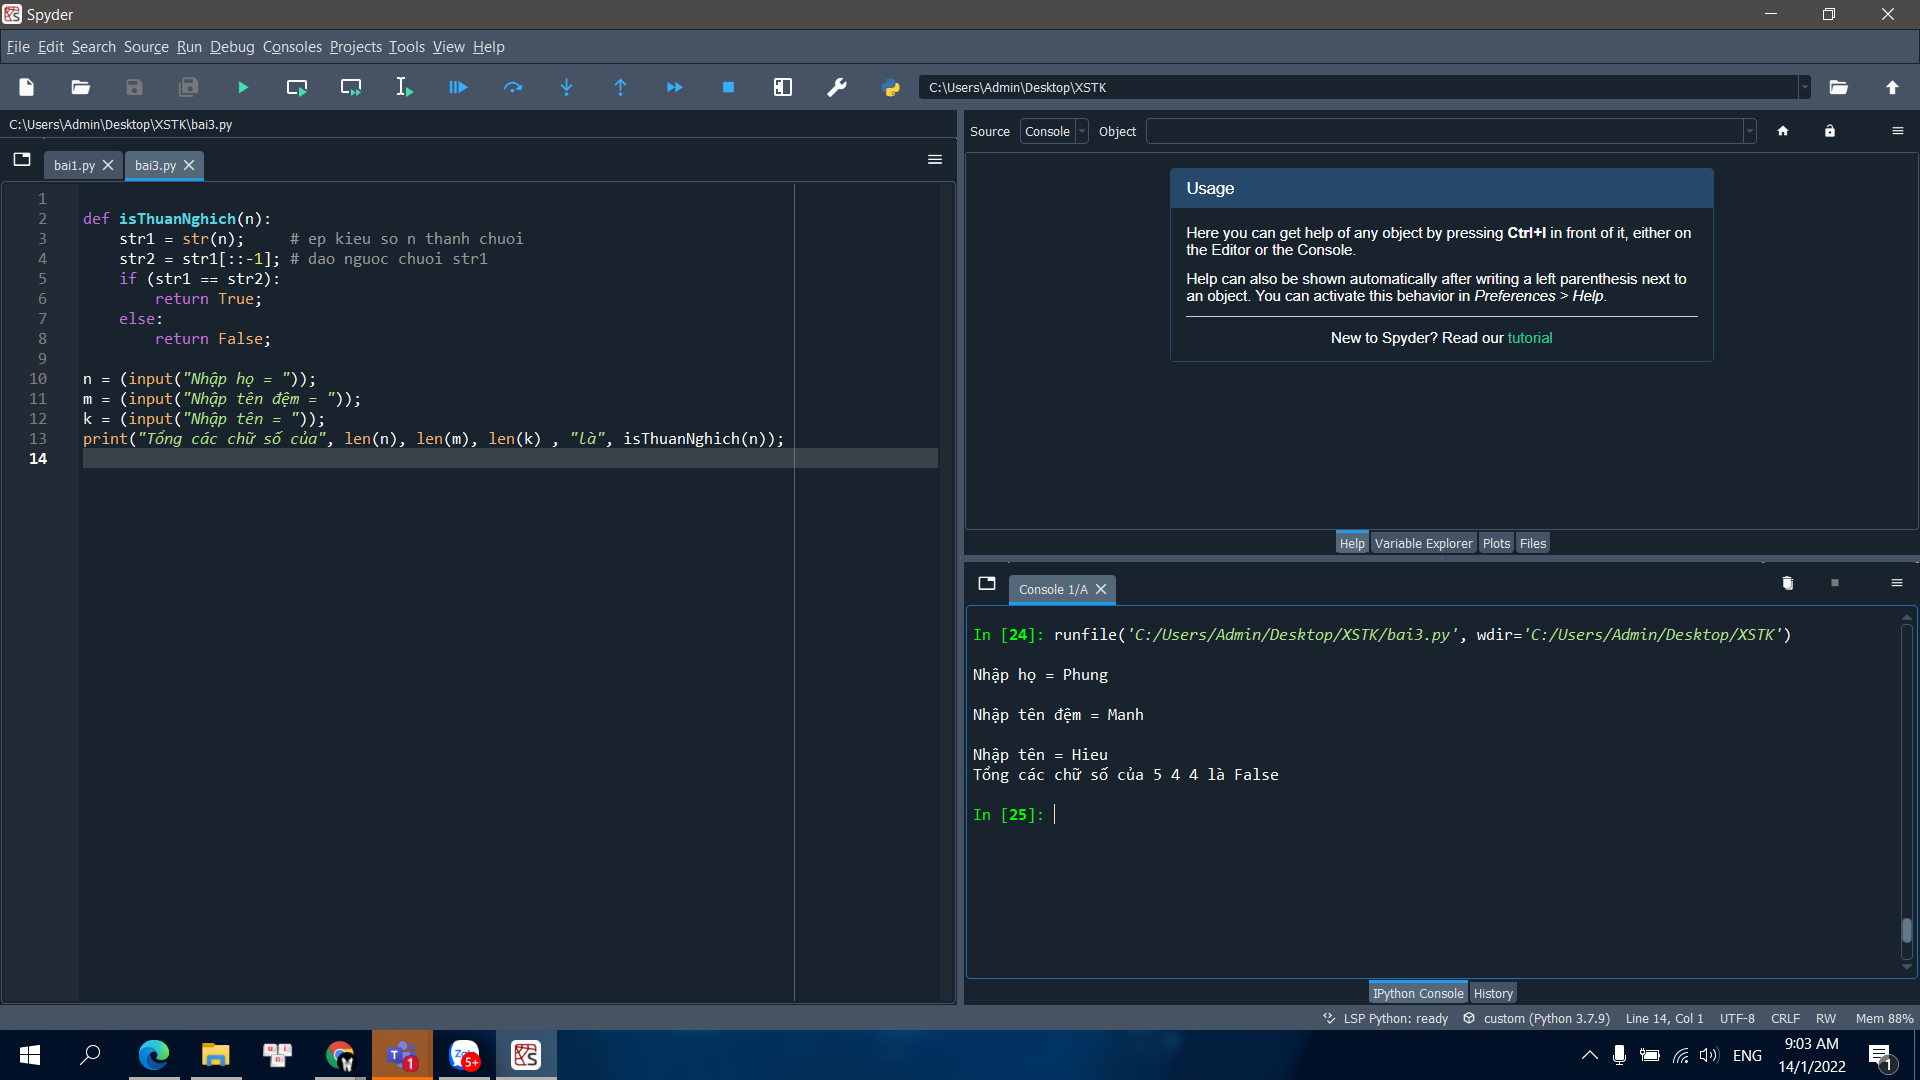 Spyder
File Edit Search Source Run Debug Consoles Projects Tools View Help
C:\Users\Admin\Desktop\XSTK
C:\Users\Admin\Desktop\XSTK\bai3.py
bai1.py
bai3.py
1
2 def isThuanNghich(n):
3 str1 = str(n); # ep kieu so n thanh chuoi
4 str2 = str1[::-1]; # dao nguoc chuoi str1
5 if (str1 == str2):
6 return True;
7 else:
8 return False;
9
10 n = (input("Nhập họ = "));
11 m = (input("Nhập tên đệm = "));
12 k = (input("Nhập tên = "));
13 print("Tổng các chữ số của", len(n), len(m), len(k) , "là", isThuanNghich(n));
14
Source Console Object
Usage
Here you can get help of any object by pressing Ctrl+I in front of it, either on
the Editor or the Console.
Help can also be shown automatically after writing a left parenthesis next to
an object. You can activate this behavior in Preferences > Help.
New to Spyder? Read our tutorial
Help Variable Explorer Plots Files
Console 1/A
In [24]: runfile('C:/Users/Admin/Desktop/XSTK/bai3.py', wdir='C:/Users/Admin/Desktop/XSTK')
Nhập họ = Phung
Nhập tên đệm = Manh
Nhập tên = Hieu
Tổng các chữ số của 5 4 4 là False
In [25]:
IPython Console History
LSP Python: ready custom (Python 3.7.9) Line 14, Col 1 UTF-8 CRLF RW Mem 88%
1
5+
ENG
9:03 AM
14/1/2022
1